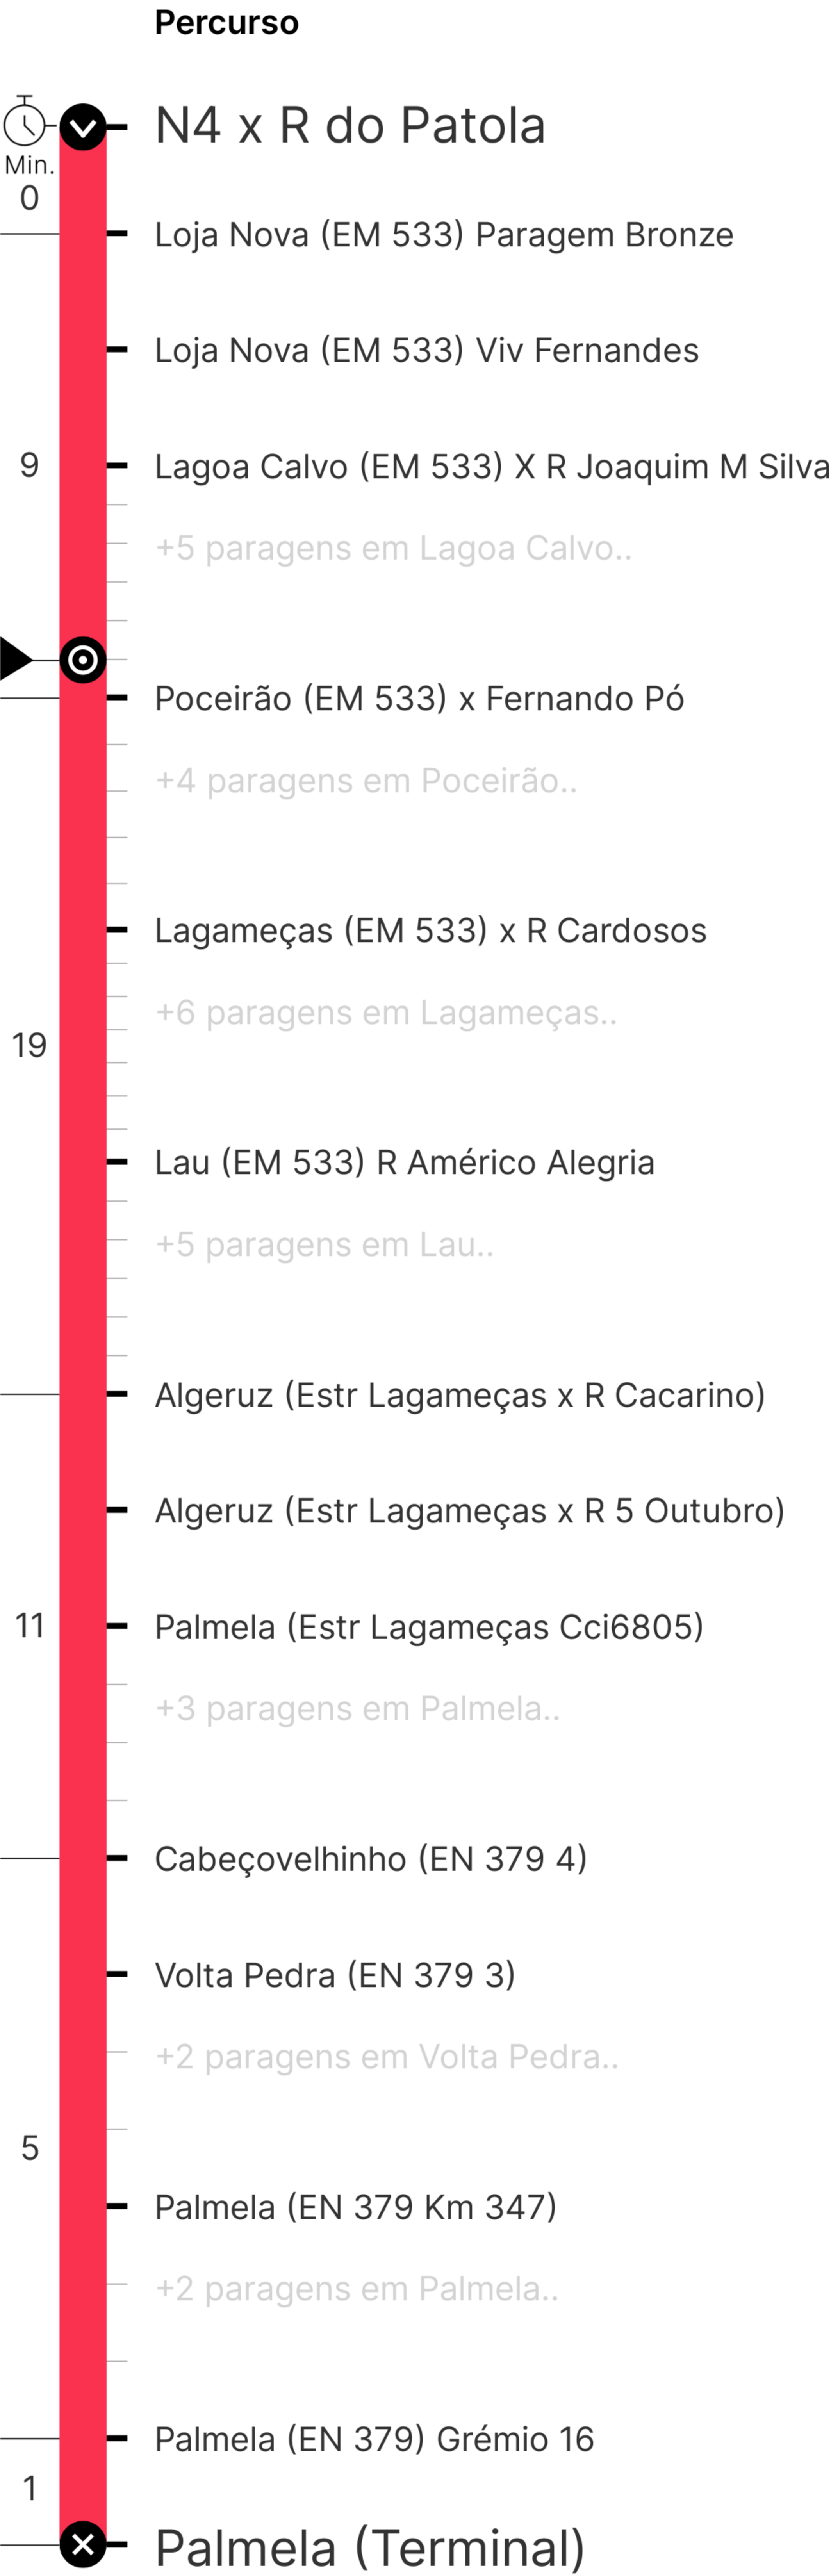 Percurso
N4 x R do Patola
Min.
0
Loja Nova (EM 533) Paragem Bronze
Loja Nova (EM 533) Viv Fernandes
9
Lagoa Calvo (EM 533) X R Joaquim M Silva
+5 paragens em Lagoa Calvo..
Poceirão (EM 533) x Fernando Pó
+4 paragens em Poceirão..
Lagameças (EM 533) x R Cardosos
+6 paragens em Lagameças..
19
Lau (EM 533) R Américo Alegria
+5 paragens em Lau..
Algeruz (Estr Lagameças x R Cacarino)
Algeruz (Estr Lagameças x R 5 Outubro)
11
Palmela (Estr Lagameças Cci6805)
+3 paragens em Palmela..
Cabeçovelhinho (EN 379 4)
Volta Pedra (EN 379 3)
+2 paragens em Volta Pedra..
5
Palmela (EN 379 Km 347)
+2 paragens em Palmela..
Palmela (EN 379) Grémio 16
1
Palmela (Terminal)